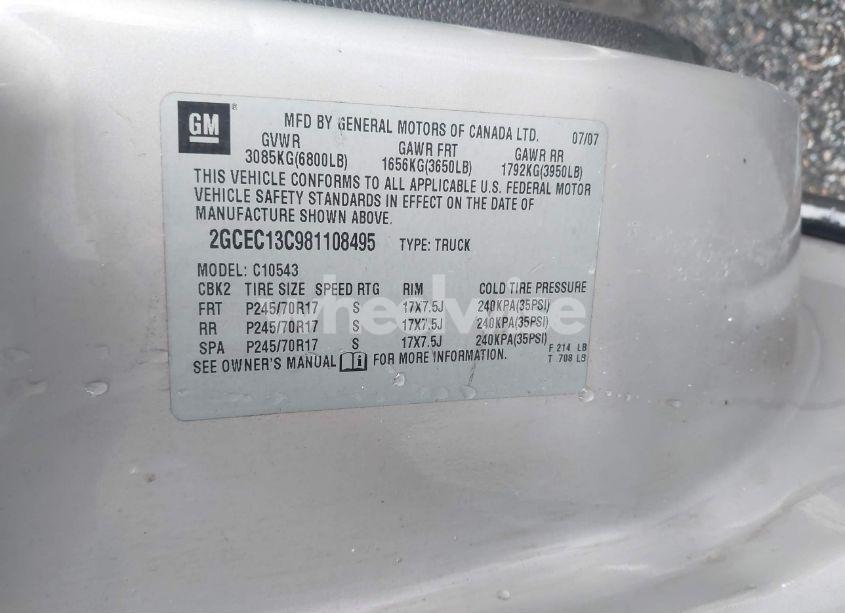 GM ®
MFD BY GENERAL MOTORS OF CANADA LTD. 07/07
GVWR GAWR FRT GAWR RR
3085KG(6800LB) 1656KG(3650LB) 1792KG(3950LB)
THIS VEHICLE CONFORMS TO ALL APPLICABLE U.S. FEDERAL MOTOR
VEHICLE SAFETY STANDARDS IN EFFECT ON THE DATE OF
MANUFACTURE SHOWN ABOVE.
2GCEC13C981108495 TYPE: TRUCK
MODEL: C10543
CBK2 TIRE SIZE SPEED RTG RIM COLD TIRE PRESSURE
FRT P245/70R17 S 17X7.5J 240KPA(35PSI)
RR P245/70R17 S 17X7.5J 240KPA(35PSI)
SPA P245/70R17 S 17X7.5J 240KPA(35PSI)
SEE OWNER'S MANUAL FOR MORE INFORMATION.
F 214 LB
T 708 LB